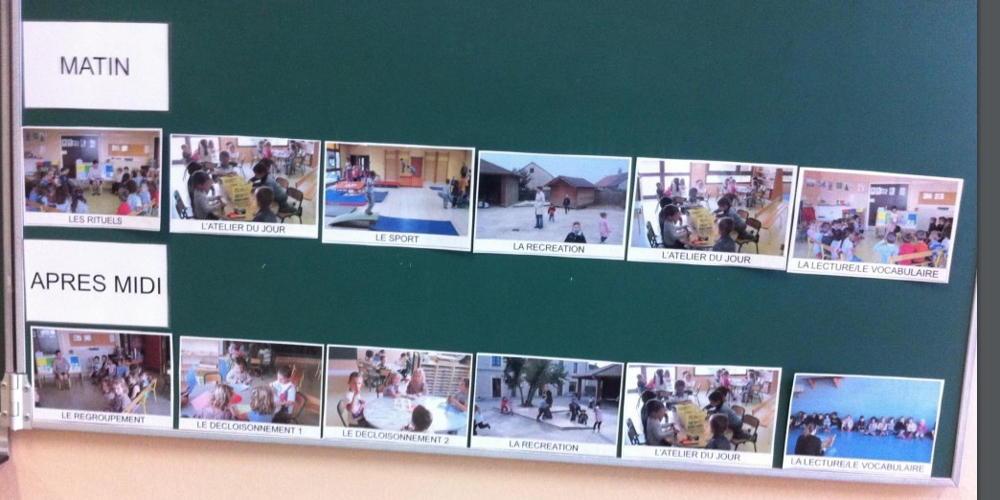 MATIN
LES RITUELS
L'ATELIER DU JOUR
LE SPORT
LA RECREATION
L'ATELIER DU JOUR
LA LECTURE/LE VOCABULAIRE
APRES MIDI
LE REGROUPEMENT
LE DECLOISONNEMENT 1
LE DECLOISONNEMENT 2
LA RECREATION
L'ATELIER DU JOUR
LA LECTURE/LE VOCABULAIRE